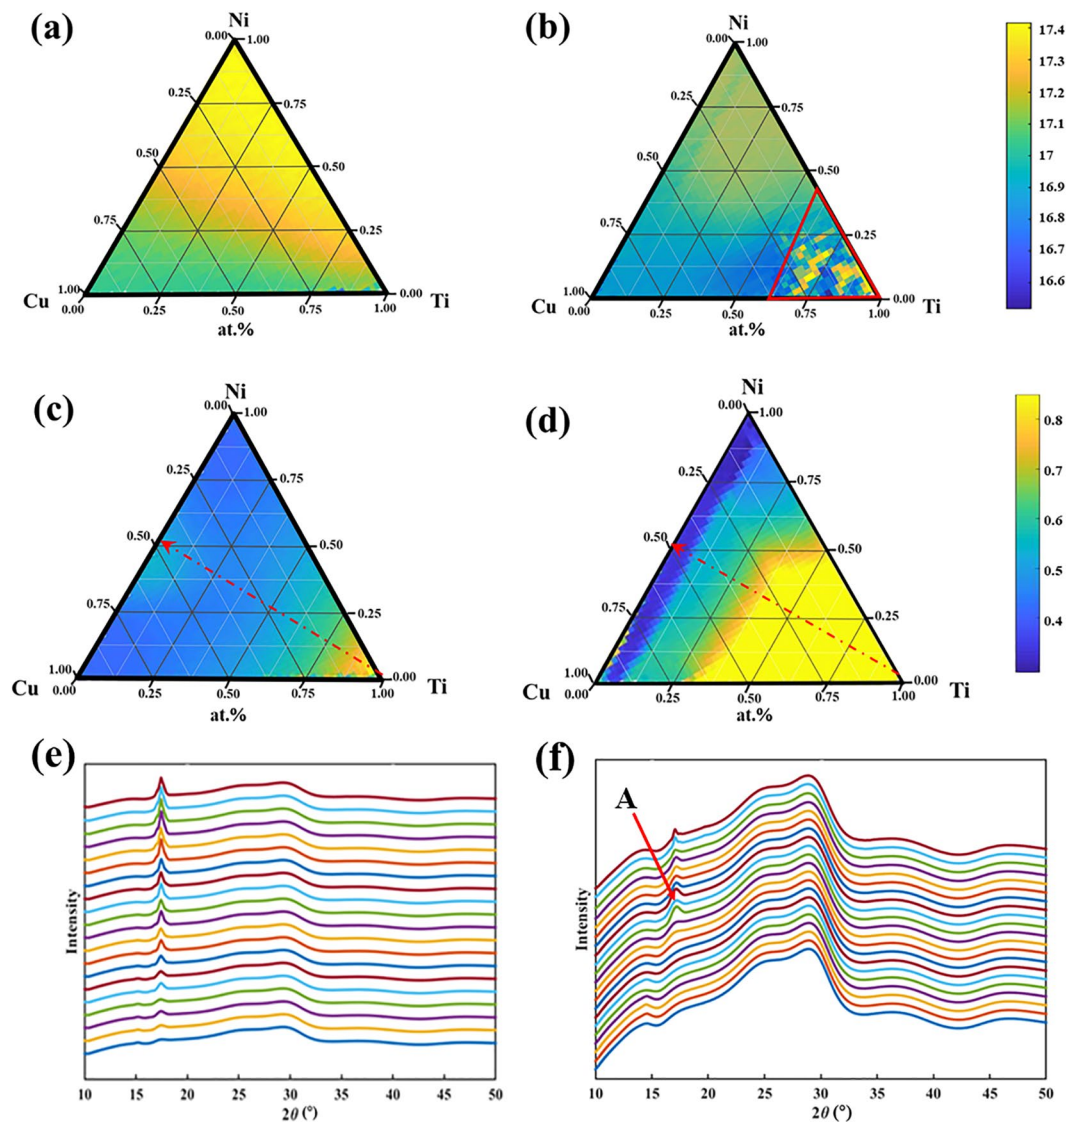 (a)
Ni
0.00 1.00
0.25 0.75
0.50 0.50
0.75 0.25
1.00 0.00
Cu Ti
0.00 0.25 0.50 0.75 1.00
at.%
(b)
Ni
0.00 1.00
0.25 0.75
0.50 0.50
0.75 0.25
1.00 0.00
Cu Ti
0.00 0.25 0.50 0.75 1.00
at.%
17.4
17.3
17.2
17.1
17
16.9
16.8
16.7
16.6
(c)
Ni
0.00 1.00
0.25 0.75
0.50 0.50
0.75 0.25
1.00 0.00
Cu Ti
0.00 0.25 0.50 0.75 1.00
at.%
(d)
Ni
0.00 1.00
0.25 0.75
0.50 0.50
0.75 0.25
1.00 0.00
Cu Ti
0.00 0.25 0.50 0.75 1.00
at.%
0.8
0.7
0.6
0.5
0.4
(e)
Intensity
10 15 20 25 30 35 40 45 50
2θ (°)
(f)
A
Intensity
10 15 20 25 30 35 40 45 50
2θ (°)